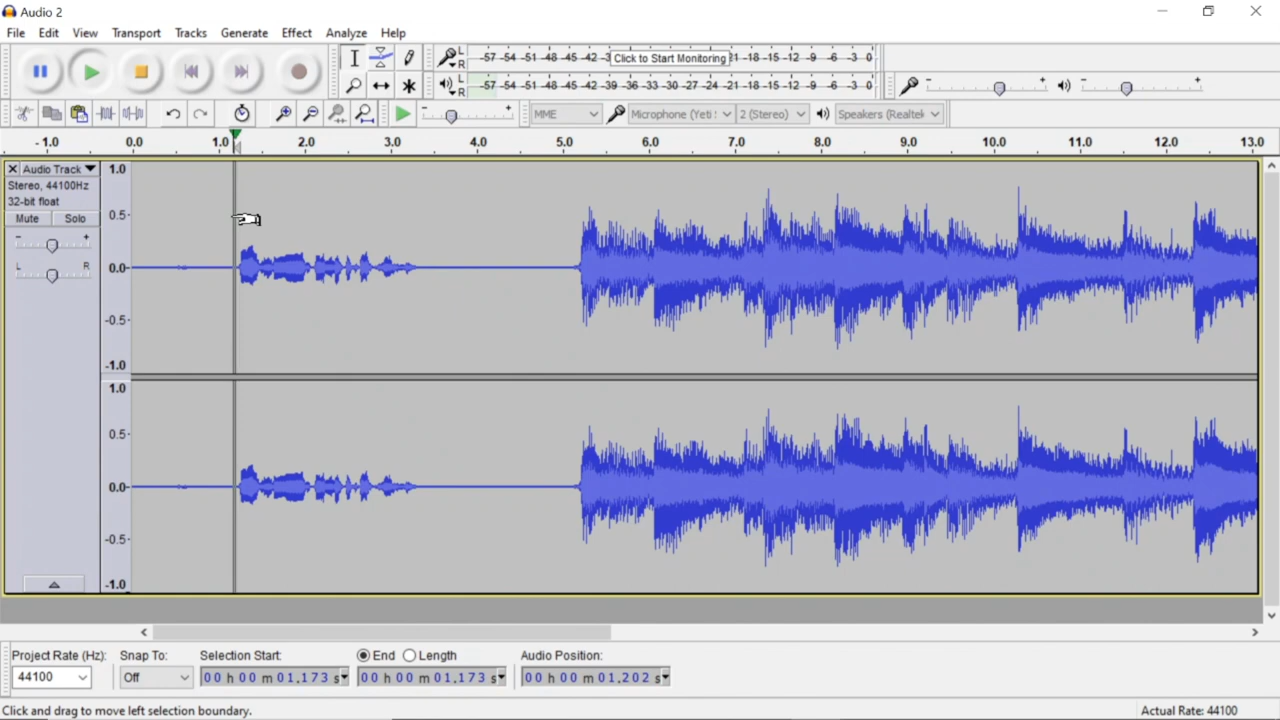 Audio 2
File Edit View Transport Tracks Generate Effect Analyze Help
L R -57 -54 -51 -48 -45 -42 -3 Click to Start Monitoring -18 -15 -12 -9 -6 -3 0
L R -57 -54 -51 -48 -45 -42 -39 -36 -33 -30 -27 -24 -21 -18 -15 -12 -9 -6 -3 0
MME Microphone (Yeti 2 (Stereo) Speakers (Realtek
-1.0 0.0 1.0 2.0 3.0 4.0 5.0 6.0 7.0 8.0 9.0 10.0 11.0 12.0 13.0
Audio Track 1.0
Stereo, 44100Hz
32-bit float
Mute Solo 0.5
L R 0.0
-0.5
-1.0
1.0
0.5
0.0
-0.5
-1.0
Project Rate (Hz): Snap To: Selection Start: End Length Audio Position:
44100 Off 00 h 00 m 01.173 s 00 h 00 m 01.173 s 00 h 00 m 01.202 s
Click and drag to move left selection boundary. Actual Rate: 44100